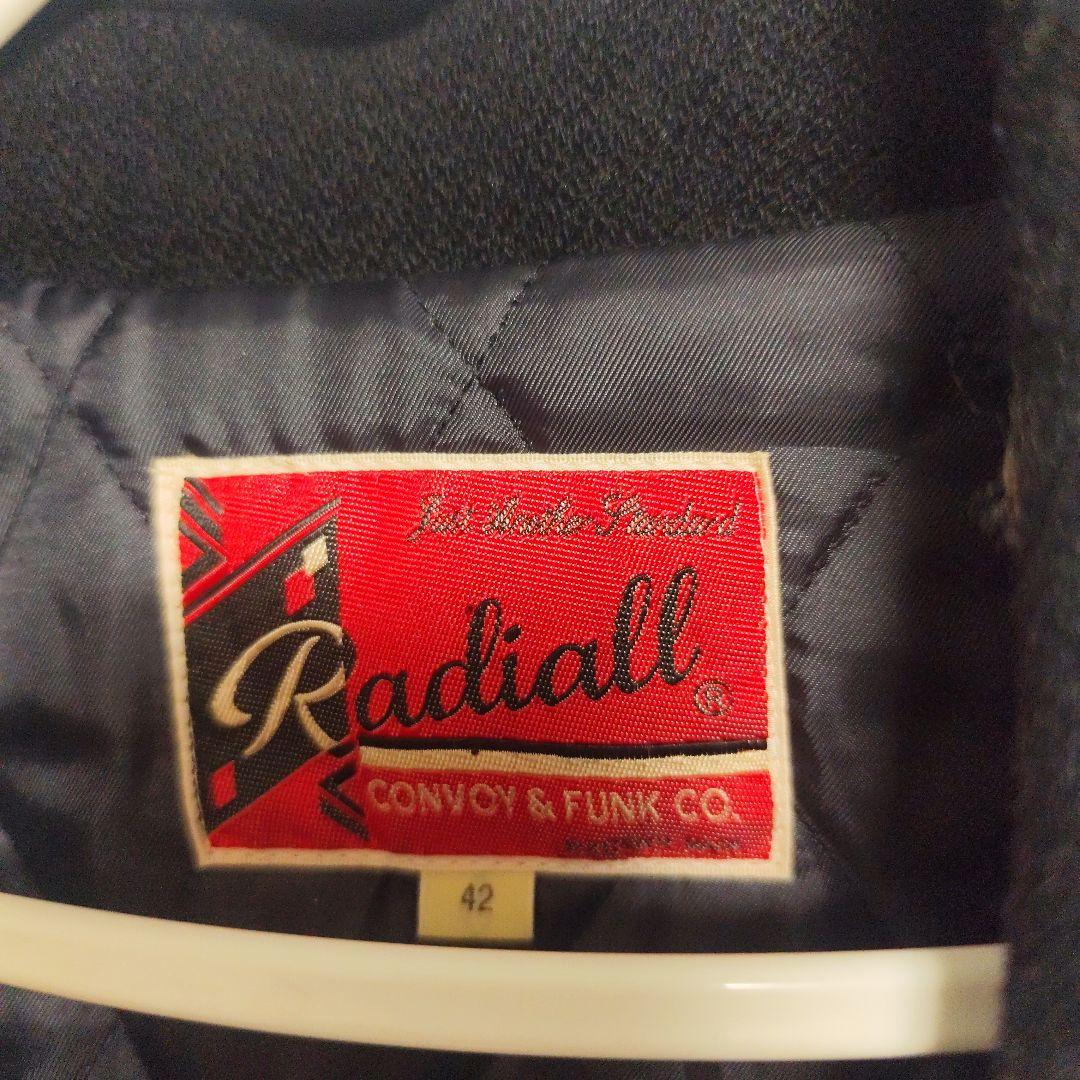 Just Another Standard
Radiall®
CONVOY & FUNK CO.
42